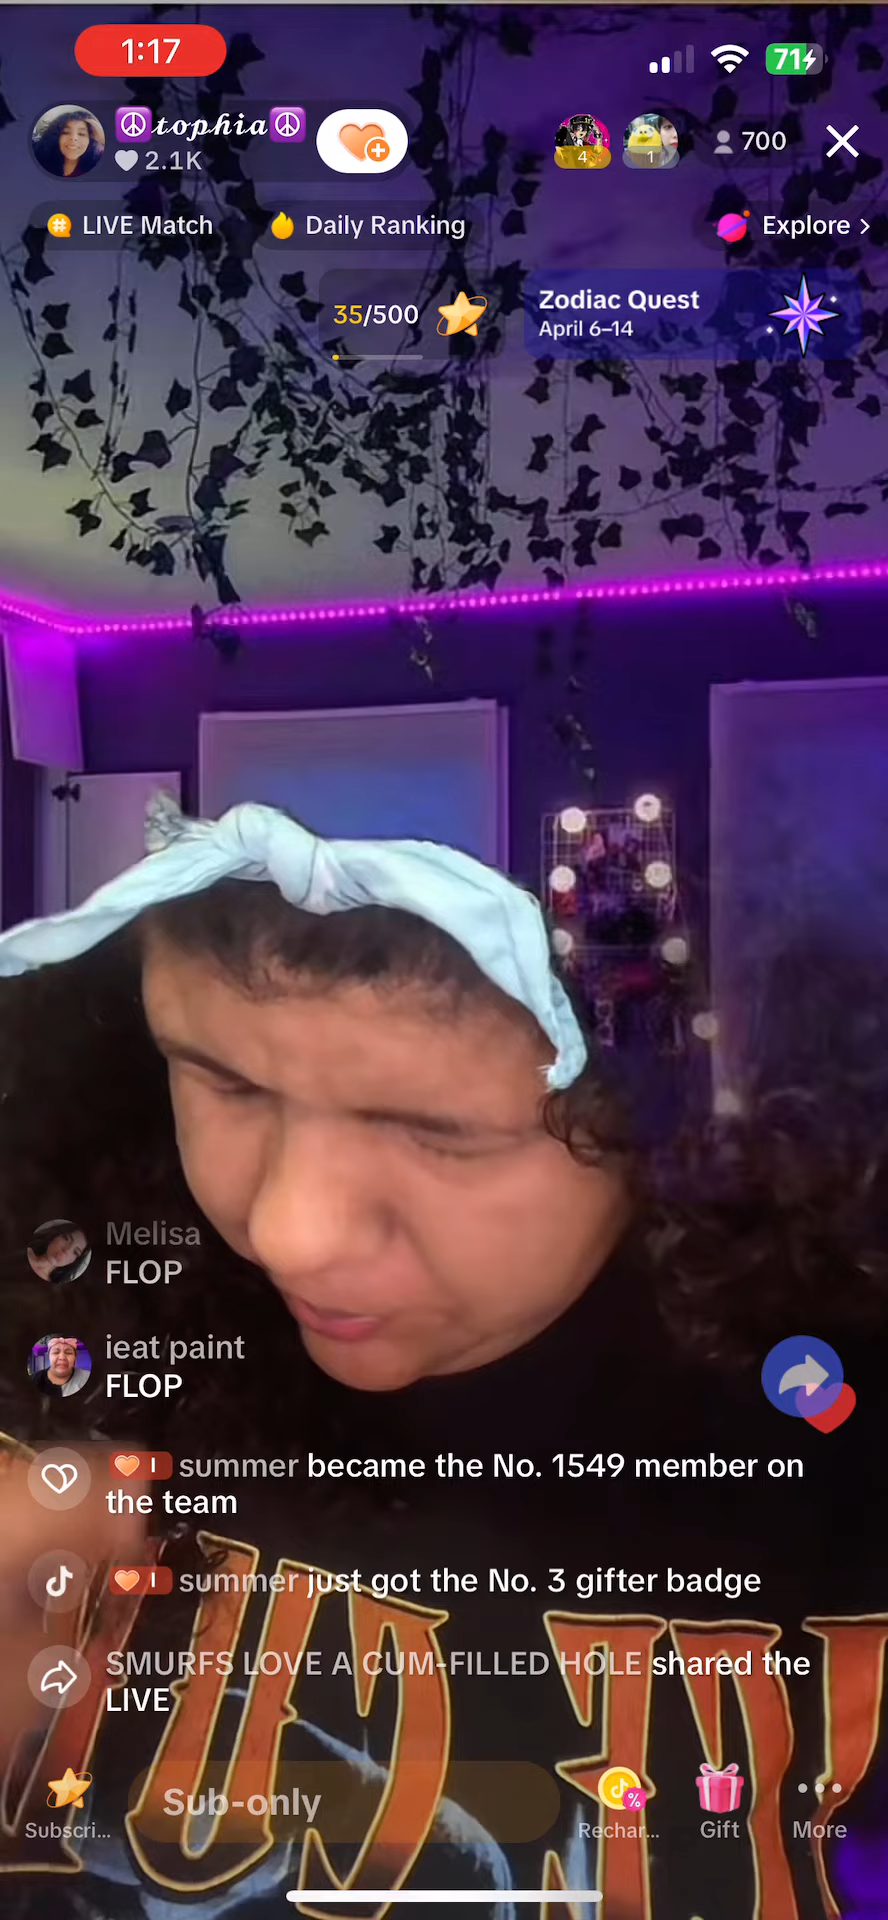 1:17
71
☮️tophia☮️
2.1K
4
1
700
LIVE Match
Daily Ranking
Explore >
35/500
Zodiac Quest
April 6–14
Melisa
FLOP
ieat paint
FLOP
I summer became the No. 1549 member on
the team
I summer just got the No. 3 gifter badge
SMURFS LOVE A CUM-FILLED HOLE shared the
LIVE
Subscri...
Sub-only
Rechar...
Gift
More